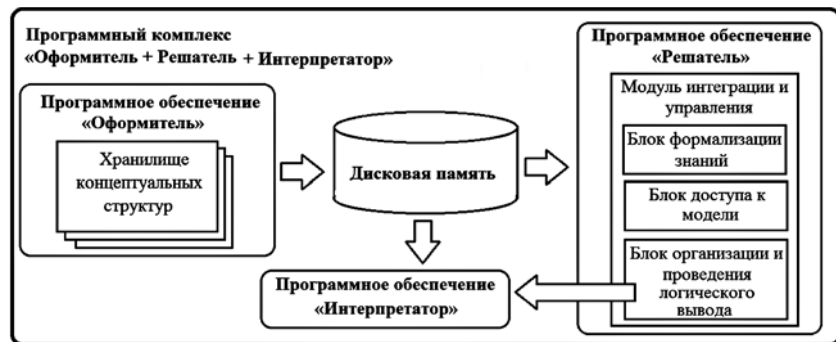 Программный комплекс
«Оформитель + Решатель + Интерпретатор»
Программное обеспечение
«Оформитель»
Хранилище
концептуальных
структур
Дисковая память
Программное обеспечение
«Интерпретатор»
Программное обеспечение
«Решатель»
Модуль интеграции и
управления
Блок формализации
знаний
Блок доступа к
модели
Блок организации и
проведения
логического
вывода